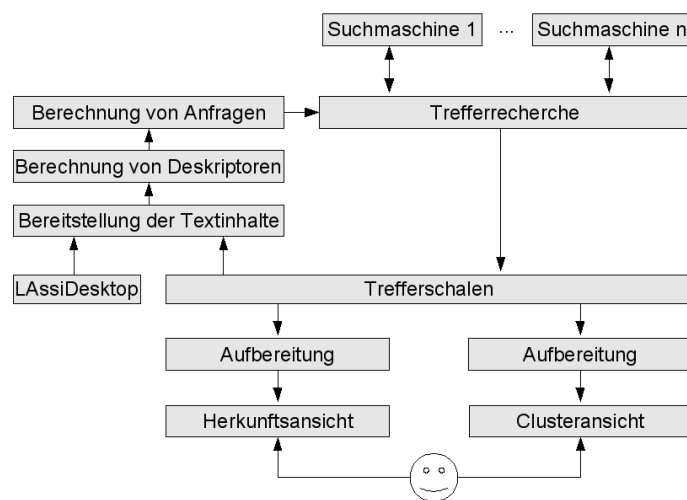 Suchmaschine 1 ... Suchmaschine n
Berechnung von Anfragen
Trefferrecherche
Berechnung von Deskriptoren
Bereitstellung der Textinhalte
LAssiDesktop
Trefferschalen
Aufbereitung
Aufbereitung
Herkunftsansicht
Clusteransicht